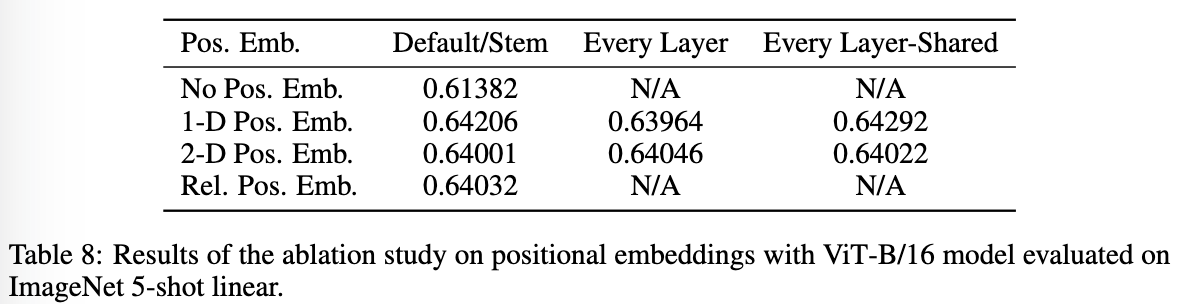 Pos. Emb. Default/Stem Every Layer Every Layer-Shared
No Pos. Emb. 0.61382 N/A N/A
1-D Pos. Emb. 0.64206 0.63964 0.64292
2-D Pos. Emb. 0.64001 0.64046 0.64022
Rel. Pos. Emb. 0.64032 N/A N/A
Table 8: Results of the ablation study on positional embeddings with ViT-B/16 model evaluated on
ImageNet 5-shot linear.